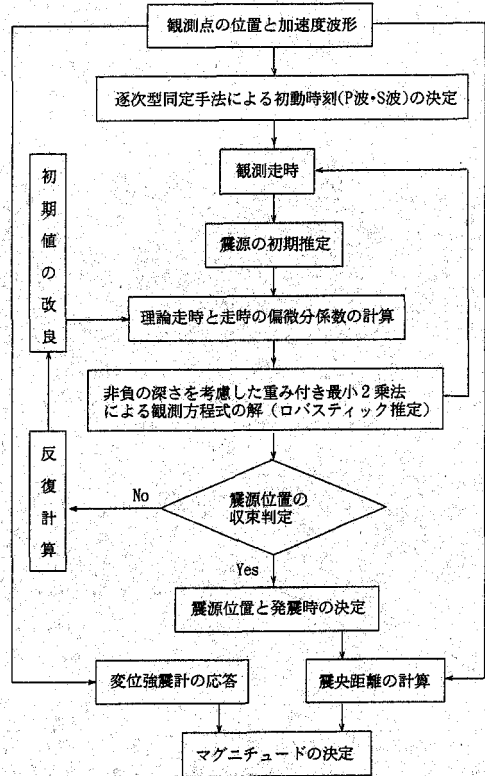 観測点の位置と加速度波形
逐次型同定手法による初動時刻(P波・S波)の決定
観測走時
初期値の改良
震源の初期推定
理論走時と走時の偏微分係数の計算
非負の深さを考慮した重み付き最小2乗法
による観測方程式の解（ロバスティック推定）
反復計算
No
震源位置の
収束判定
Yes
震源位置と発震時の決定
変位強震計の応答
震央距離の計算
マグニチュードの決定